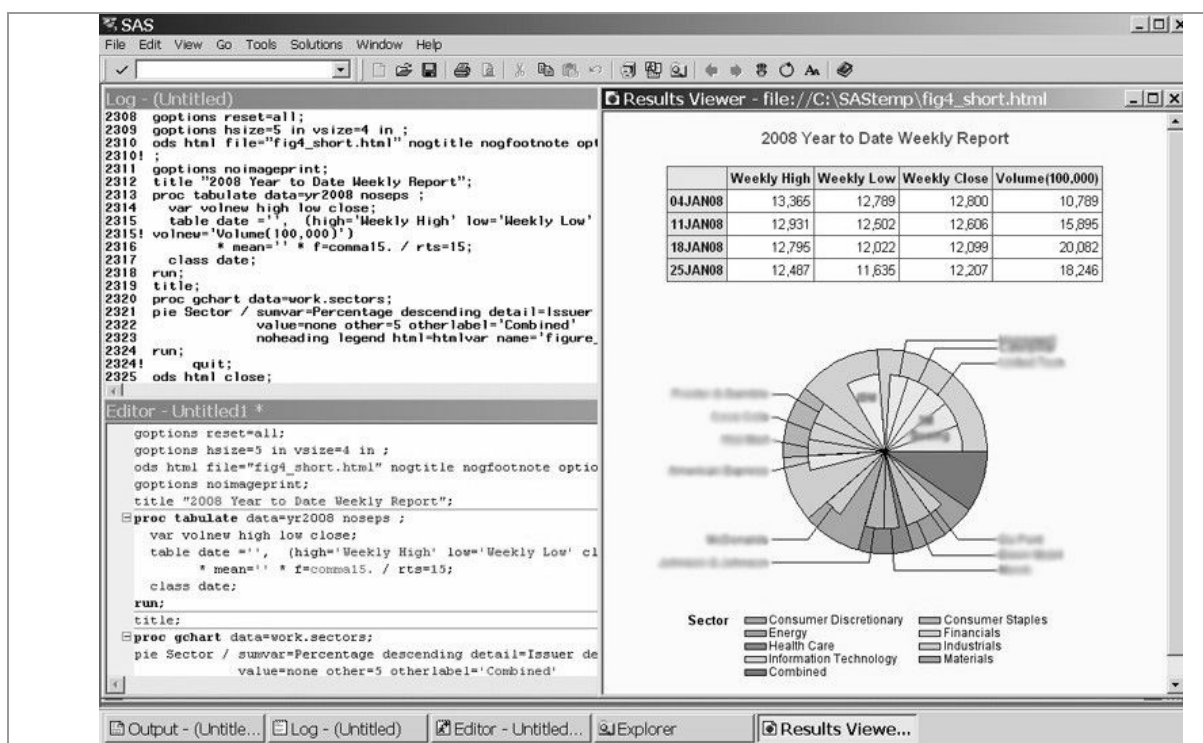 SAS
File Edit View Go Tools Solutions Window Help
Log - (Untitled)
2308 goptions reset=all;
2309 goptions hsize=5 in vsize=4 in ;
2310 ods html file="fig4_short.html" nogtitle nogfootnote opt
2310! ;
2311 goptions noimageprint;
2312 title "2008 Year to Date Weekly Report";
2313 proc tabulate data=yr2008 noseps ;
2314 var volnew high low close;
2315 table date ='', (high='Weekly High' low='Weekly Low'
2315! volnew='Volume(100,000)')
2316 * mean='' * f=comma15. / rts=15;
2317 class date;
2318 run;
2319 title;
2320 proc gchart data=work.sectors;
2321 pie Sector / sumvar=Percentage descending detail=Issuer
2322 value=none other=5 otherlabel='Combined'
2323 noheading legend html=htmlvar name='figure_
2324 run;
2324! quit;
2325 ods html close;
Editor - Untitled1 *
goptions reset=all;
goptions hsize=5 in vsize=4 in ;
ods html file="fig4_short.html" nogtitle nogfootnote optio
goptions noimageprint;
title "2008 Year to Date Weekly Report";
proc tabulate data=yr2008 noseps ;
var volnew high low close;
table date ='', (high='Weekly High' low='Weekly Low' cl
* mean='' * f=comma15. / rts=15;
class date;
run;
title;
proc gchart data=work.sectors;
pie Sector / sumvar=Percentage descending detail=Issuer de
value=none other=5 otherlabel='Combined'
Results Viewer - file://C:\SAStemp\fig4_short.html
2008 Year to Date Weekly Report
Weekly High Weekly Low Weekly Close Volume(100,000)
04JAN08 13,365 12,789 12,800 10,789
11JAN08 12,931 12,502 12,606 15,895
18JAN08 12,795 12,022 12,099 20,082
25JAN08 12,487 11,635 12,207 18,246
Sector Consumer Discretionary Consumer Staples
Energy Financials
Health Care Industrials
Information Technology Materials
Combined
Output - (Untitle... Log - (Untitled) Editor - Untitled... Explorer Results Viewe...